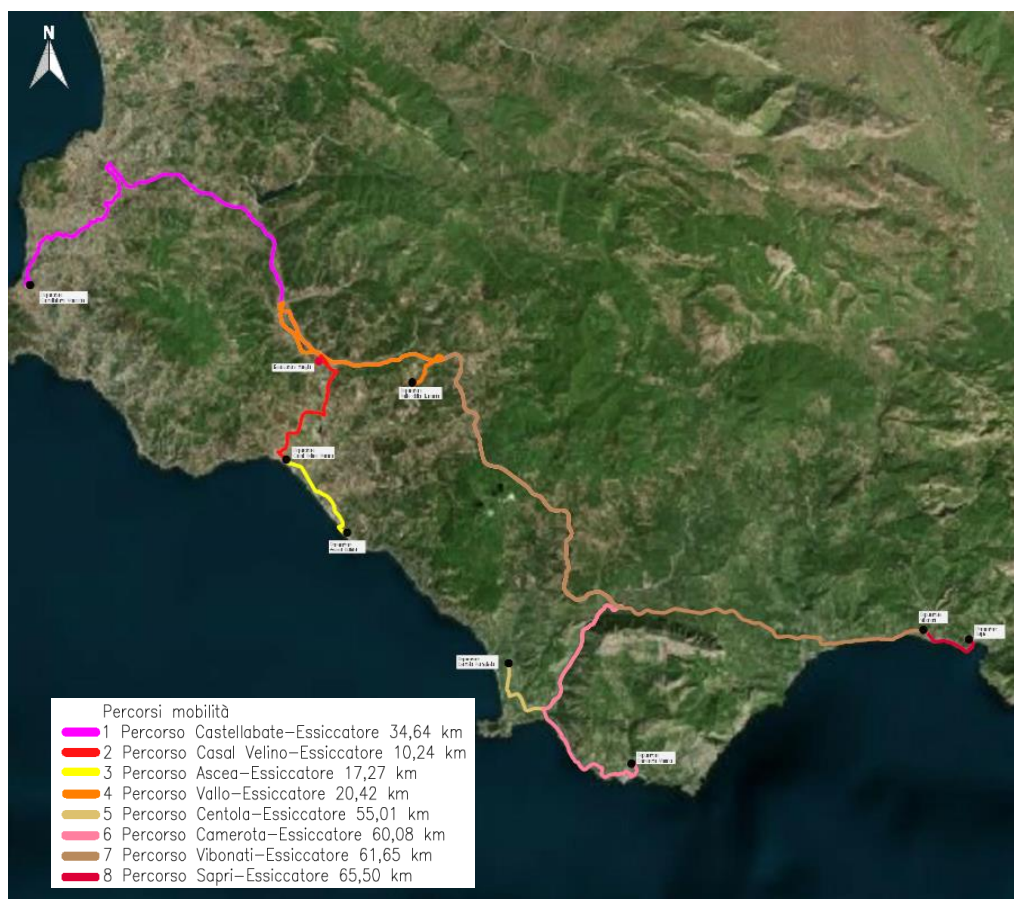 N
Percorsi mobilità
1 Percorso Castellabate-Essiccatore 34,64 km
2 Percorso Casal Velino-Essiccatore 10,24 km
3 Percorso Ascea-Essiccatore 17,27 km
4 Percorso Vallo-Essiccatore 20,42 km
5 Percorso Centola-Essiccatore 55,01 km
6 Percorso Camerota-Essiccatore 60,08 km
7 Percorso Vibonati-Essiccatore 61,65 km
8 Percorso Sapri-Essiccatore 65,50 km